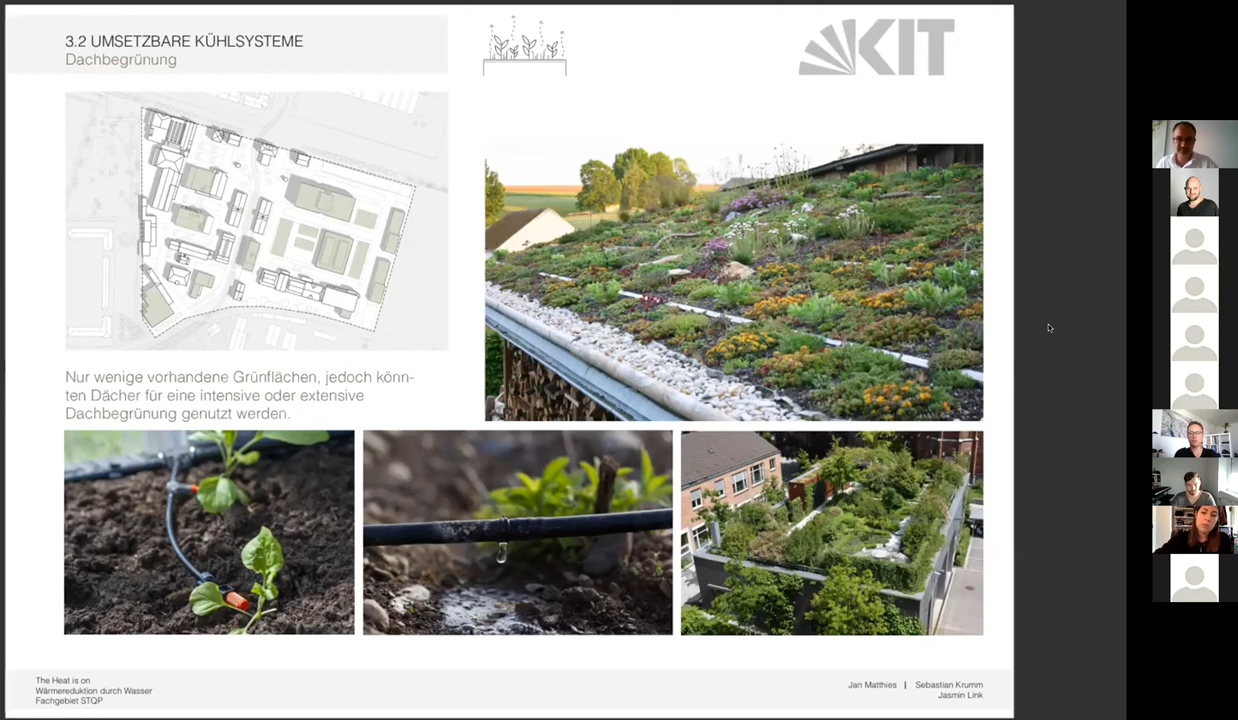 3.2 UMSETZBARE KÜHLSYSTEME
Dachbegrünung
KIT
Nur wenige vorhandene Grünflächen, jedoch könn-
ten Dächer für eine intensive oder extensive
Dachbegrünung genutzt werden.
The Heat is on
Wärmereduktion durch Wasser
Fachgebiet STQP
Jan Matthies | Sebastian Krumm
Jasmin Link